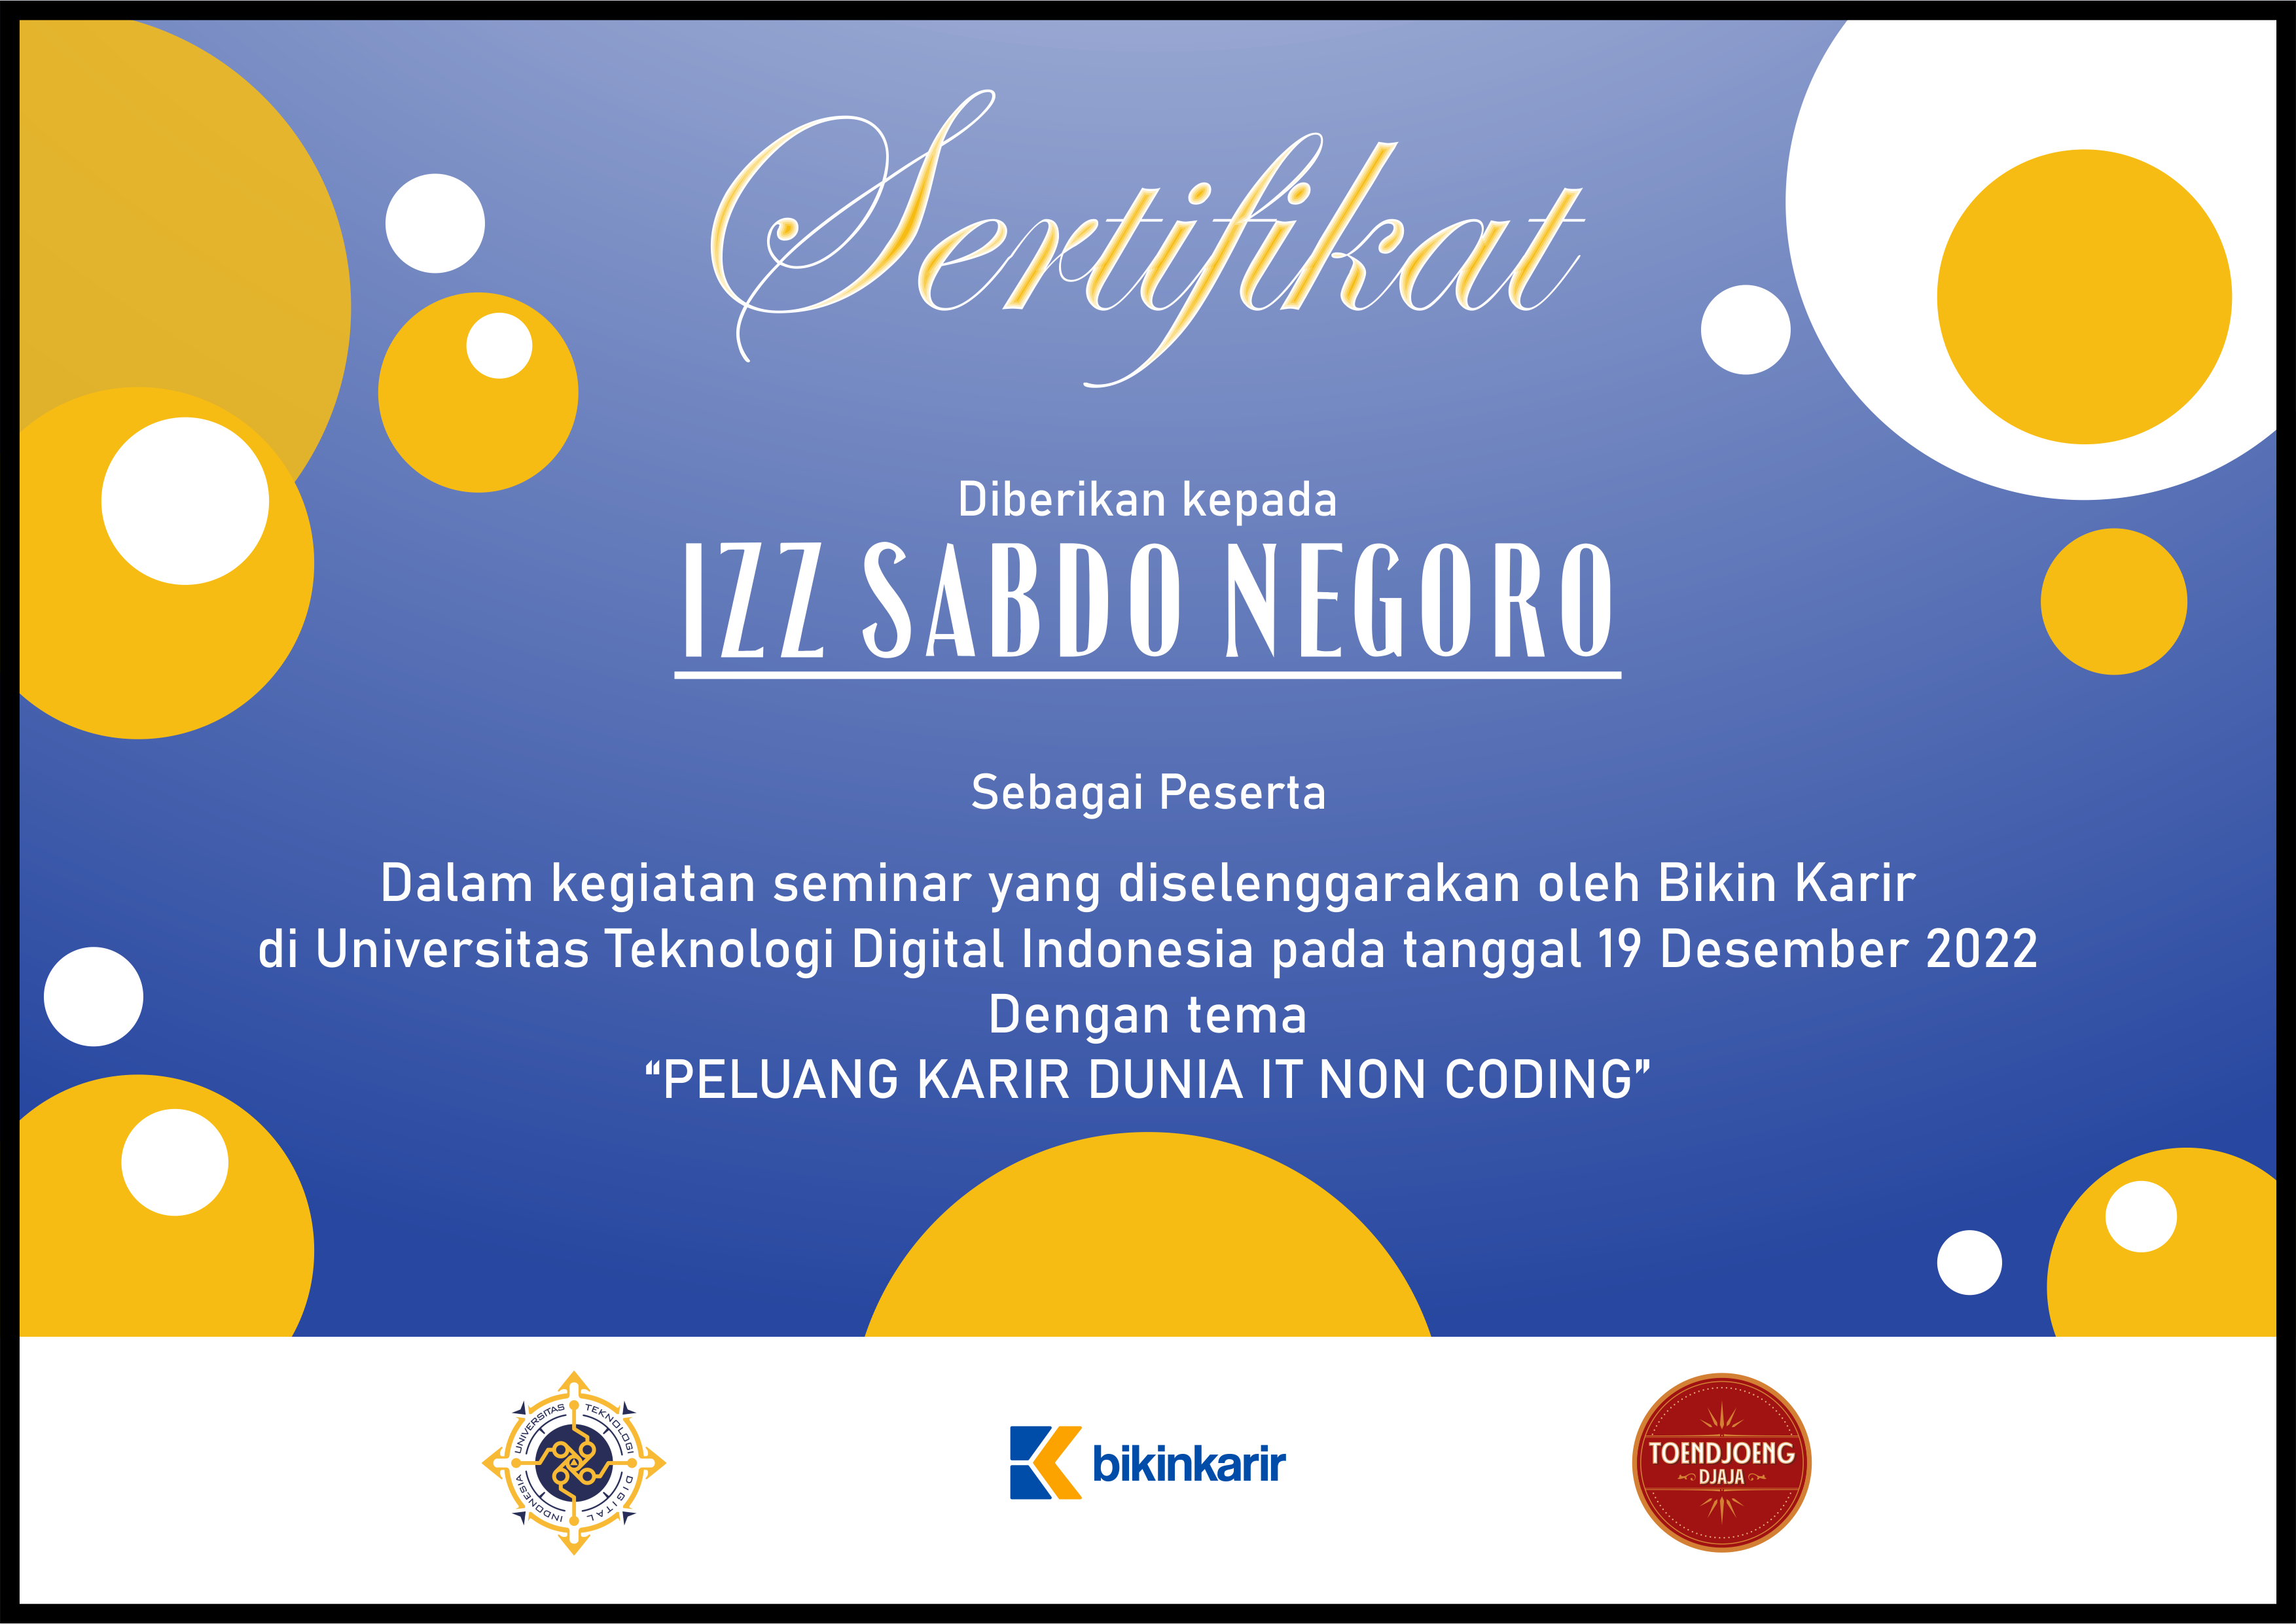 Sertifikat
Diberikan kepada
IZZ SABDO NEGORO
Sebagai Peserta
Dalam kegiatan seminar yang diselenggarakan oleh Bikin Karir
di Universitas Teknologi Digital Indonesia pada tanggal 19 Desember 2022
Dengan tema
“PELUANG KARIR DUNIA IT NON CODING”
UNIVERSITAS TEKNOLOGI DIGITAL INDONESIA
bikinkarir
TOENDJOENG
DJAJA